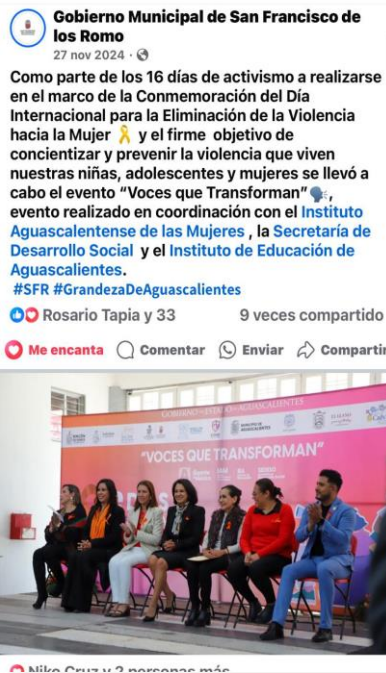 Gobierno Municipal de San Francisco de
los Romo
27 nov 2024 ·
Como parte de los 16 días de activismo a realizarse
en el marco de la Conmemoración del Día
Internacional para la Eliminación de la Violencia
hacia la Mujer 🎗️ y el firme objetivo de
concientizar y prevenir la violencia que viven
nuestras niñas, adolescentes y mujeres se llevó a
cabo el evento “Voces que Transforman”🗣️,
evento realizado en coordinación con el Instituto
Aguascalentense de las Mujeres , la Secretaría de
Desarrollo Social y el Instituto de Educación de
Aguascalientes.
#SFR #GrandezaDeAguascalientes
Rosario Tapia y 33 9 veces compartido
Me encanta Comentar Enviar Compartir
GOBIERNO DEL ESTADO DE AGUASCALIENTES
"VOCES QUE TRANSFORMAN"
Niko Cruz y 2 personas más